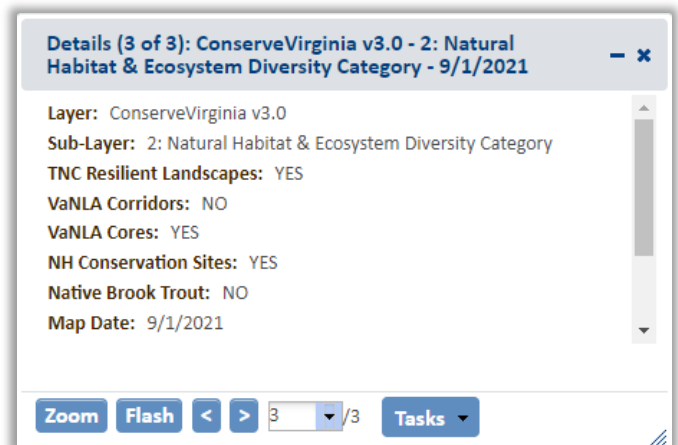 Details (3 of 3): ConserveVirginia v3.0 - 2: Natural
Habitat & Ecosystem Diversity Category - 9/1/2021
Layer: ConserveVirginia v3.0
Sub-Layer: 2: Natural Habitat & Ecosystem Diversity Category
TNC Resilient Landscapes: YES
VaNLA Corridors: NO
VaNLA Cores: YES
NH Conservation Sites: YES
Native Brook Trout: NO
Map Date: 9/1/2021
Zoom Flash < > 3 /3 Tasks